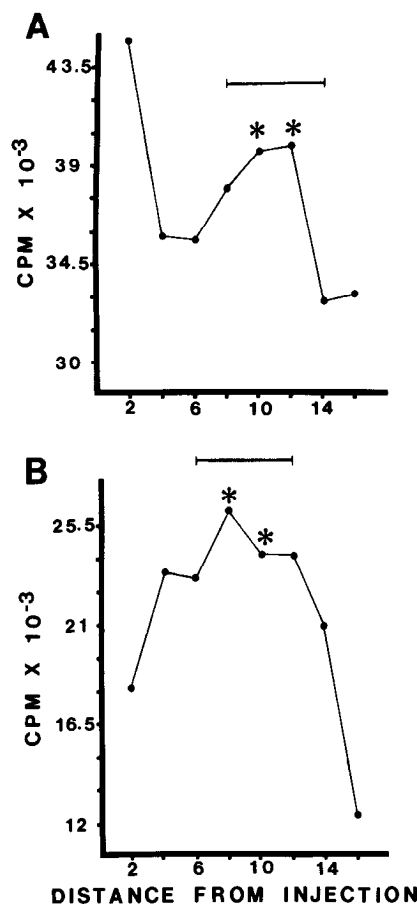 A
CPM X 10-3
43.5
39
34.5
30
* *
2 6 10 14
B
CPM X 10-3
25.5
21
16.5
12
* *
2 6 10 14
DISTANCE FROM INJECTION